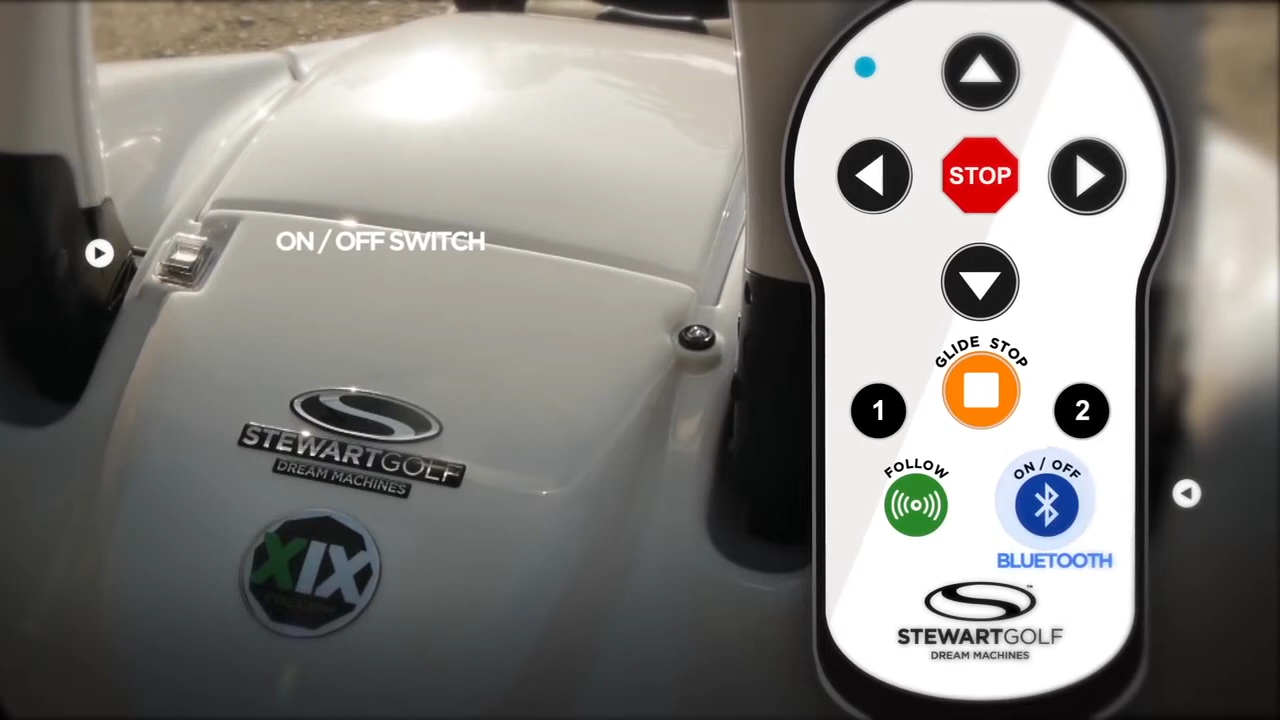 ON / OFF SWITCH
STEWARTGOLF
DREAM MACHINES
XIX
STOP
GLIDE STOP
1
2
FOLLOW
ON / OFF
BLUETOOTH
STEWARTGOLF
DREAM MACHINES